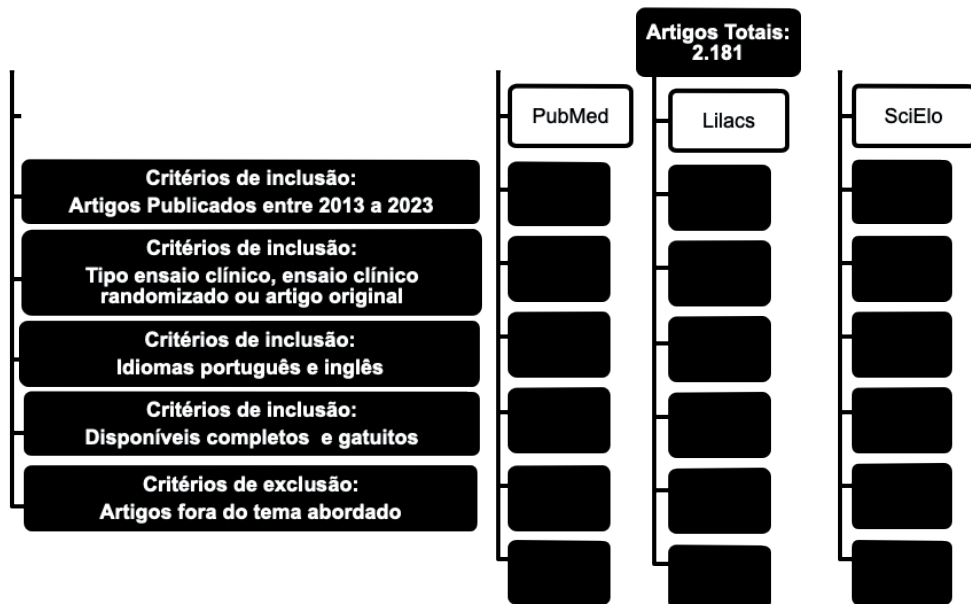 Artigos Totais:
2.181
PubMed
Lilacs
SciElo
Critérios de inclusão:
Artigos Publicados entre 2013 a 2023
Critérios de inclusão:
Tipo ensaio clínico, ensaio clínico
randomizado ou artigo original
Critérios de inclusão:
Idiomas português e inglês
Critérios de inclusão:
Disponíveis completos e gatuitos
Critérios de exclusão:
Artigos fora do tema abordado